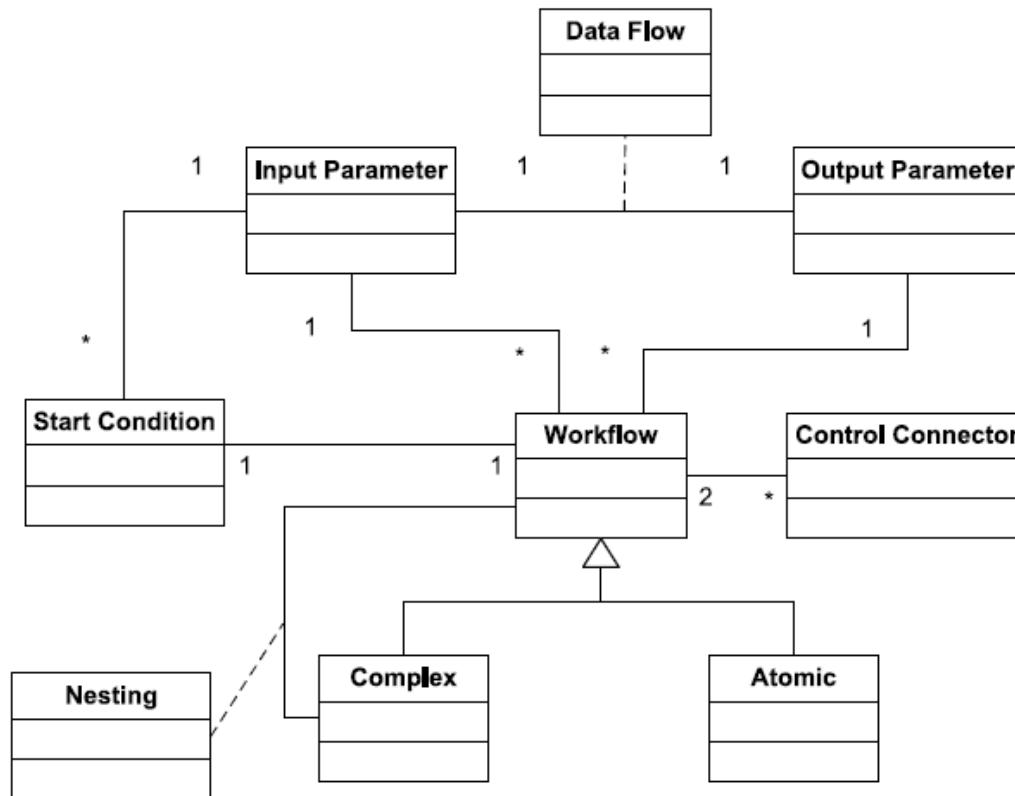 Data Flow
1
Input Parameter
1
1
Output Parameter
1
*
*
1
*
Start Condition
Workflow
Control Connector
1
1
2
*
Complex
Atomic
Nesting